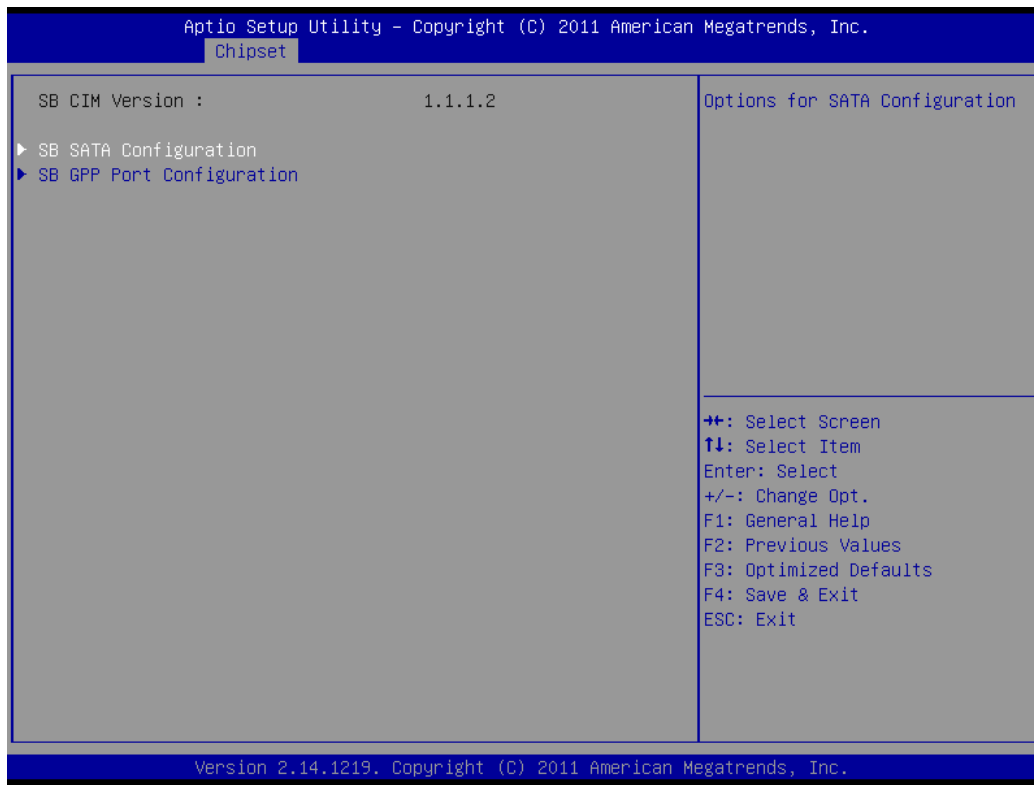 Aptio Setup Utility – Copyright (C) 2011 American Megatrends, Inc.
Chipset
SB CIM Version : 1.1.1.2
▶ SB SATA Configuration
▶ SB GPP Port Configuration
Options for SATA Configuration
→←: Select Screen
↑↓: Select Item
Enter: Select
+/-: Change Opt.
F1: General Help
F2: Previous Values
F3: Optimized Defaults
F4: Save & Exit
ESC: Exit
Version 2.14.1219. Copyright (C) 2011 American Megatrends, Inc.